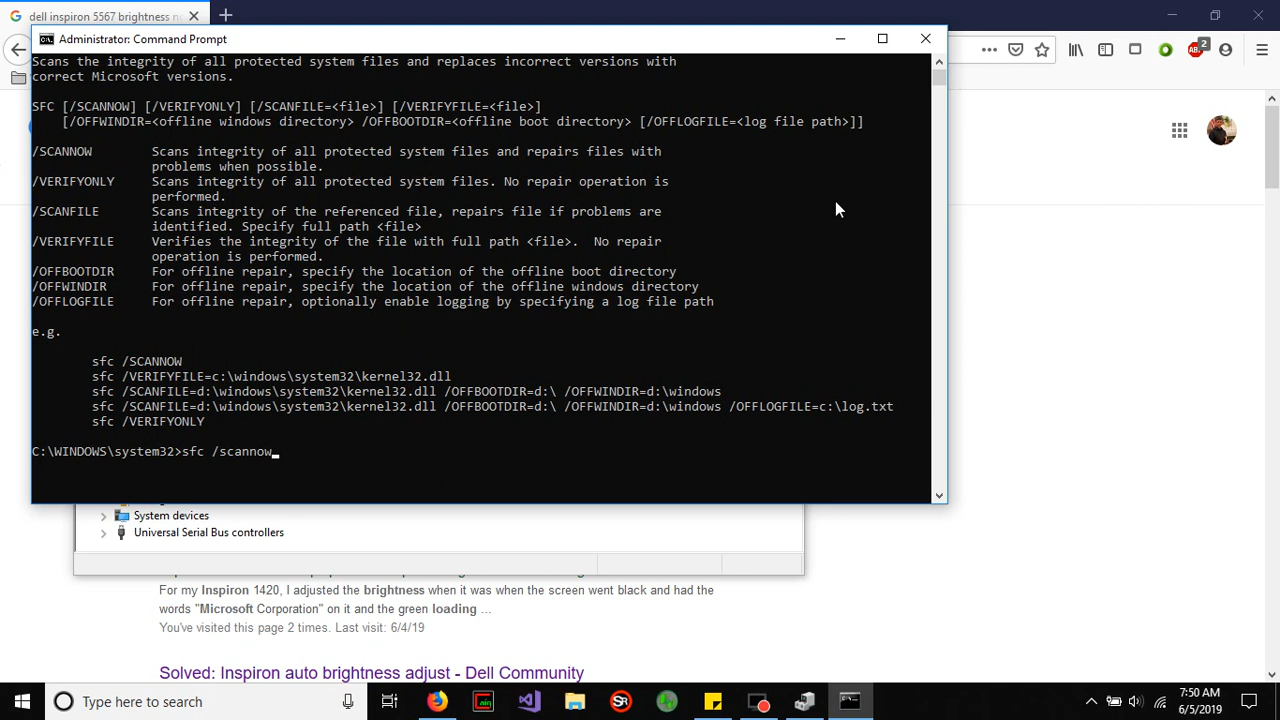 dell inspiron 5567 brightness
Administrator: Command Prompt
2
Scans the integrity of all protected system files and replaces incorrect versions with
correct Microsoft versions.
SFC [/SCANNOW] [/VERIFYONLY] [/SCANFILE=<file>] [/VERIFYFILE=<file>]
[/OFFWINDIR=<offline windows directory> /OFFBOOTDIR=<offline boot directory> [/OFFLOGFILE=<log file path>]]
/SCANNOW Scans integrity of all protected system files and repairs files with
problems when possible.
/VERIFYONLY Scans integrity of all protected system files. No repair operation is
performed.
/SCANFILE Scans integrity of the referenced file, repairs file if problems are
identified. Specify full path <file>
/VERIFYFILE Verifies the integrity of the file with full path <file>. No repair
operation is performed.
/OFFBOOTDIR For offline repair, specify the location of the offline boot directory
/OFFWINDIR For offline repair, specify the location of the offline windows directory
/OFFLOGFILE For offline repair, optionally enable logging by specifying a log file path
e.g.
sfc /SCANNOW
sfc /VERIFYFILE=c:\windows\system32\kernel32.dll
sfc /SCANFILE=d:\windows\system32\kernel32.dll /OFFBOOTDIR=d:\ /OFFWINDIR=d:\windows
sfc /SCANFILE=d:\windows\system32\kernel32.dll /OFFBOOTDIR=d:\ /OFFWINDIR=d:\windows /OFFLOGFILE=c:\log.txt
sfc /VERIFYONLY
C:\WINDOWS\system32>sfc /scannow_
System devices
Universal Serial Bus controllers
For my Inspiron 1420, I adjusted the brightness when it was when the screen went black and had the
words "Microsoft Corporation" on it and the green loading ...
You've visited this page 2 times. Last visit: 6/4/19
Solved: Inspiron auto brightness adjust - Dell Community
Type here to search
SR
7:50 AM
6/5/2019